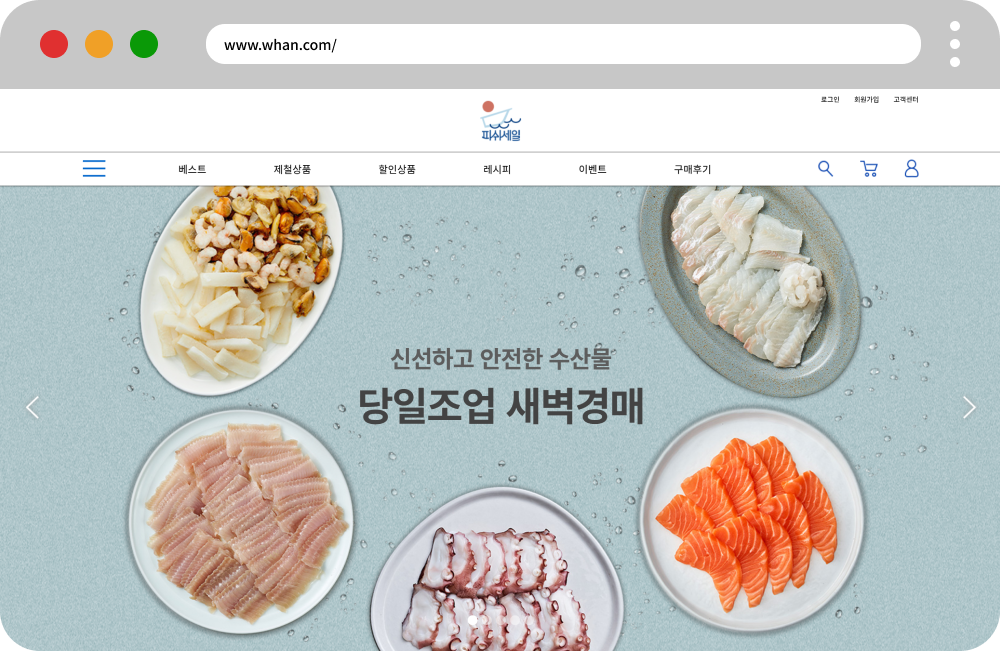 www.whan.com/
로그인 회원가입 고객센터
피쉬세일
베스트 제철상품 할인상품 레시피 이벤트 구매후기
신선하고 안전한 수산물
당일조업 새벽경매